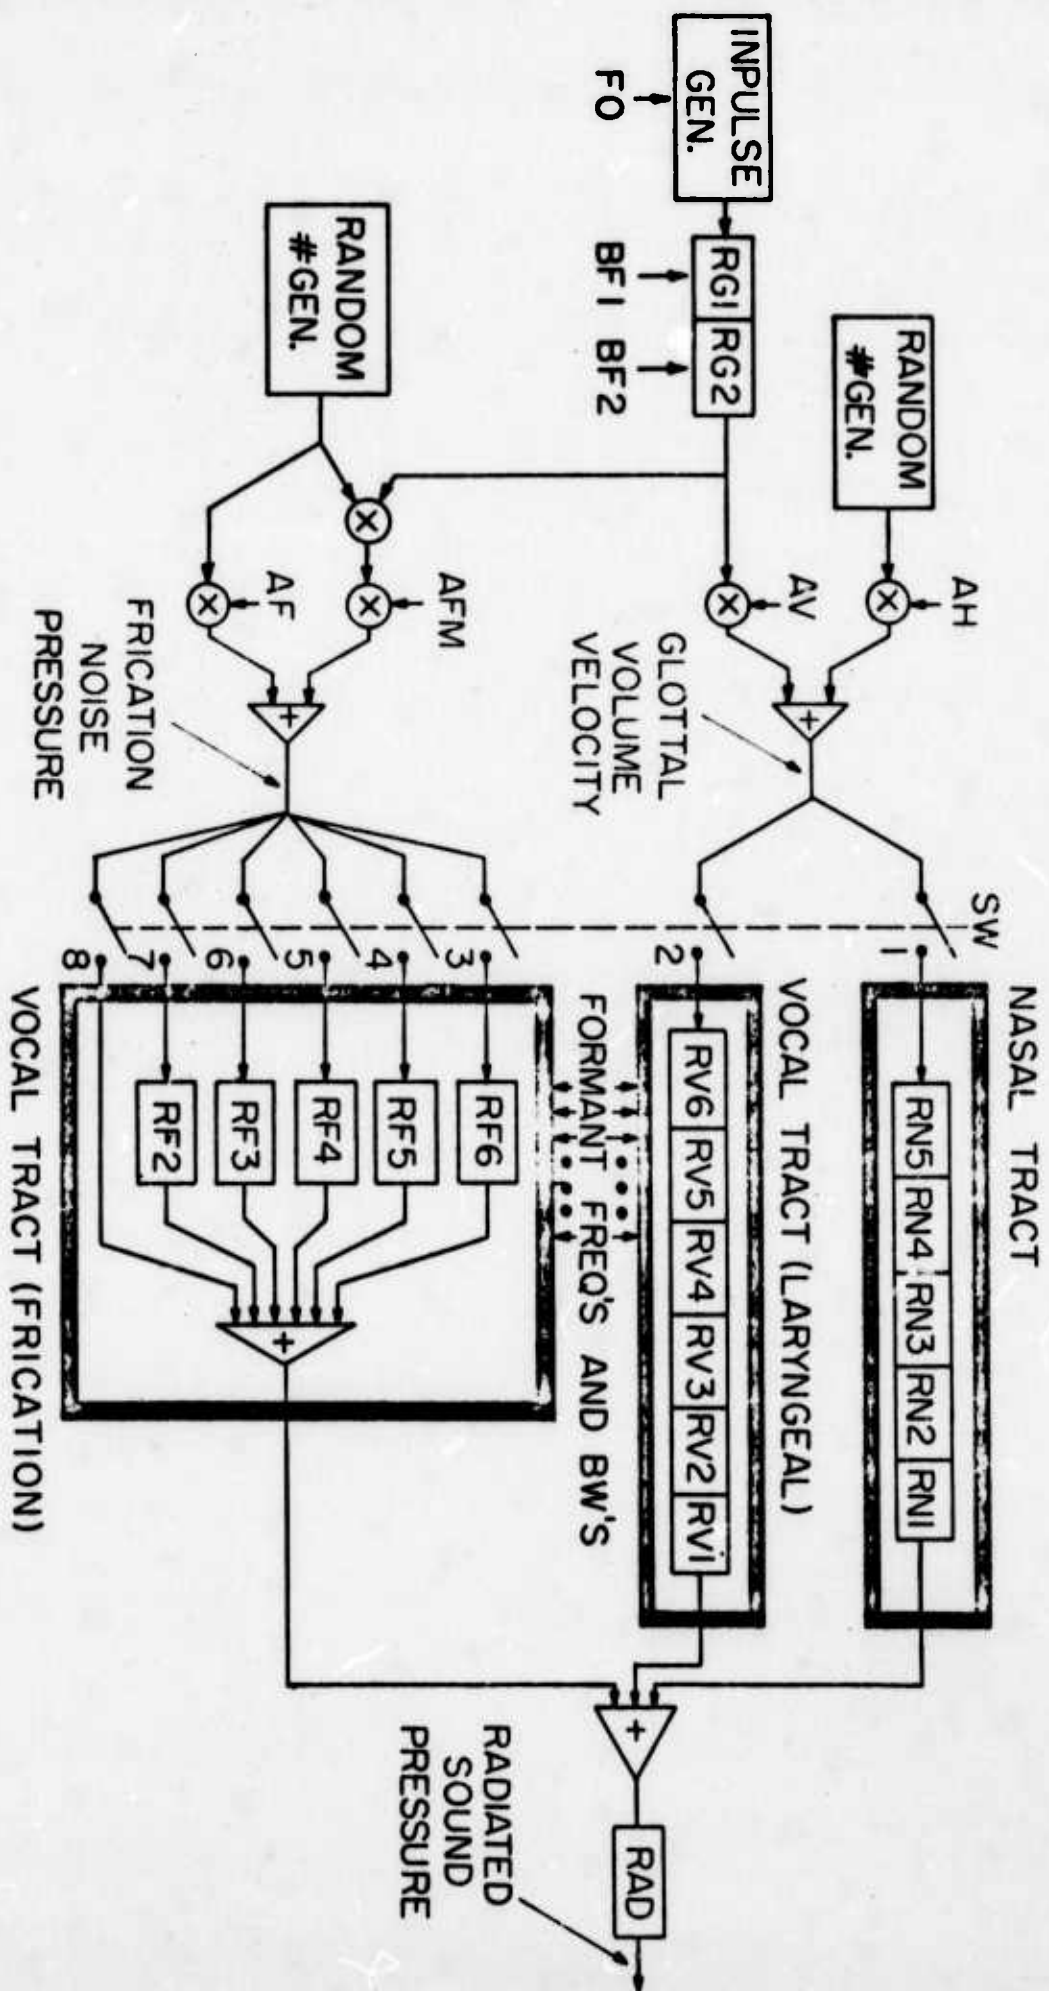 NASAL TRACT
RANDOM
#GEN.
AH
SW
1
RN5 RN4 RN3 RN2 RN1
INPULSE
GEN.
FO
RG1 RG2
BF1 BF2
AV
GLOTTAL
VOLUME
VELOCITY
2
VOCAL TRACT (LARYNGEAL)
RV6 RV5 RV4 RV3 RV2 RV1
FORMANT FREQ'S AND BW'S
RANDOM
#GEN.
AFM
AF
FRICATION
NOISE
PRESSURE
3
4
5
6
7
8
RF6
RF5
RF4
RF3
RF2
VOCAL TRACT (FRICATION)
RAD
RADIATED
SOUND
PRESSURE
X
X
X
X
X
+
+
+
+